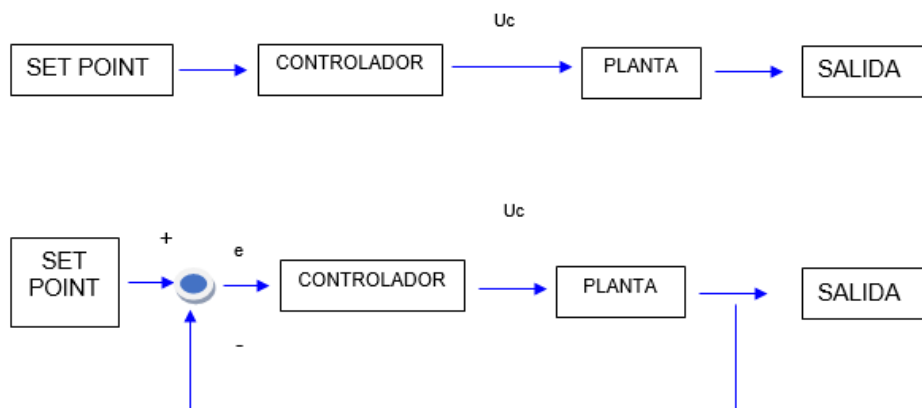 Uc
SET POINT
CONTROLADOR
PLANTA
SALIDA
Uc
+
e
SET
POINT
CONTROLADOR
PLANTA
SALIDA
-